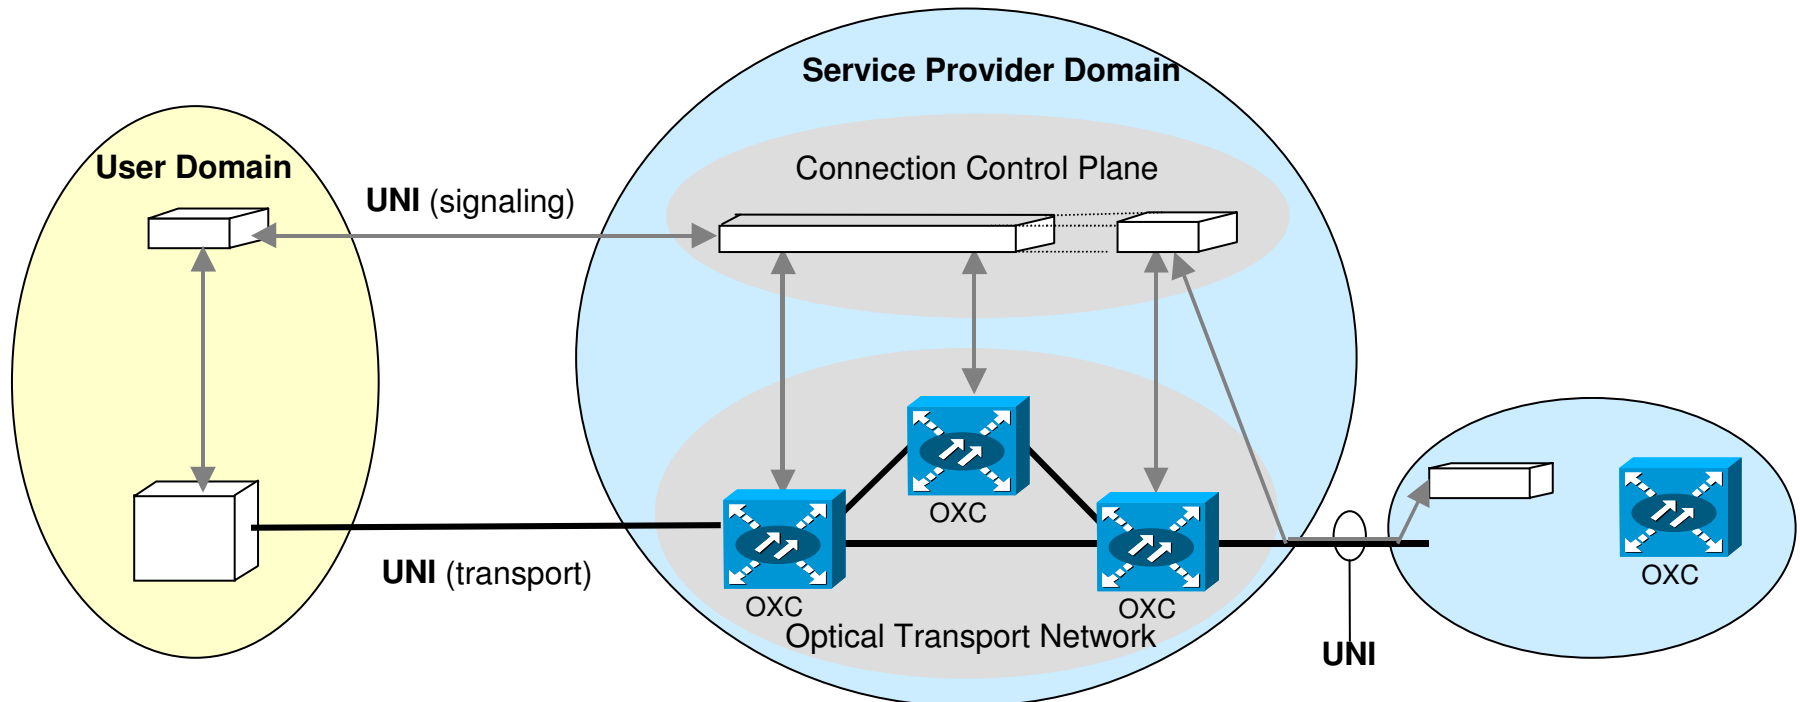 Service Provider Domain
User Domain
Connection Control Plane
UNI (signaling)
OXC
UNI (transport)
OXC
OXC
OXC
Optical Transport Network
UNI